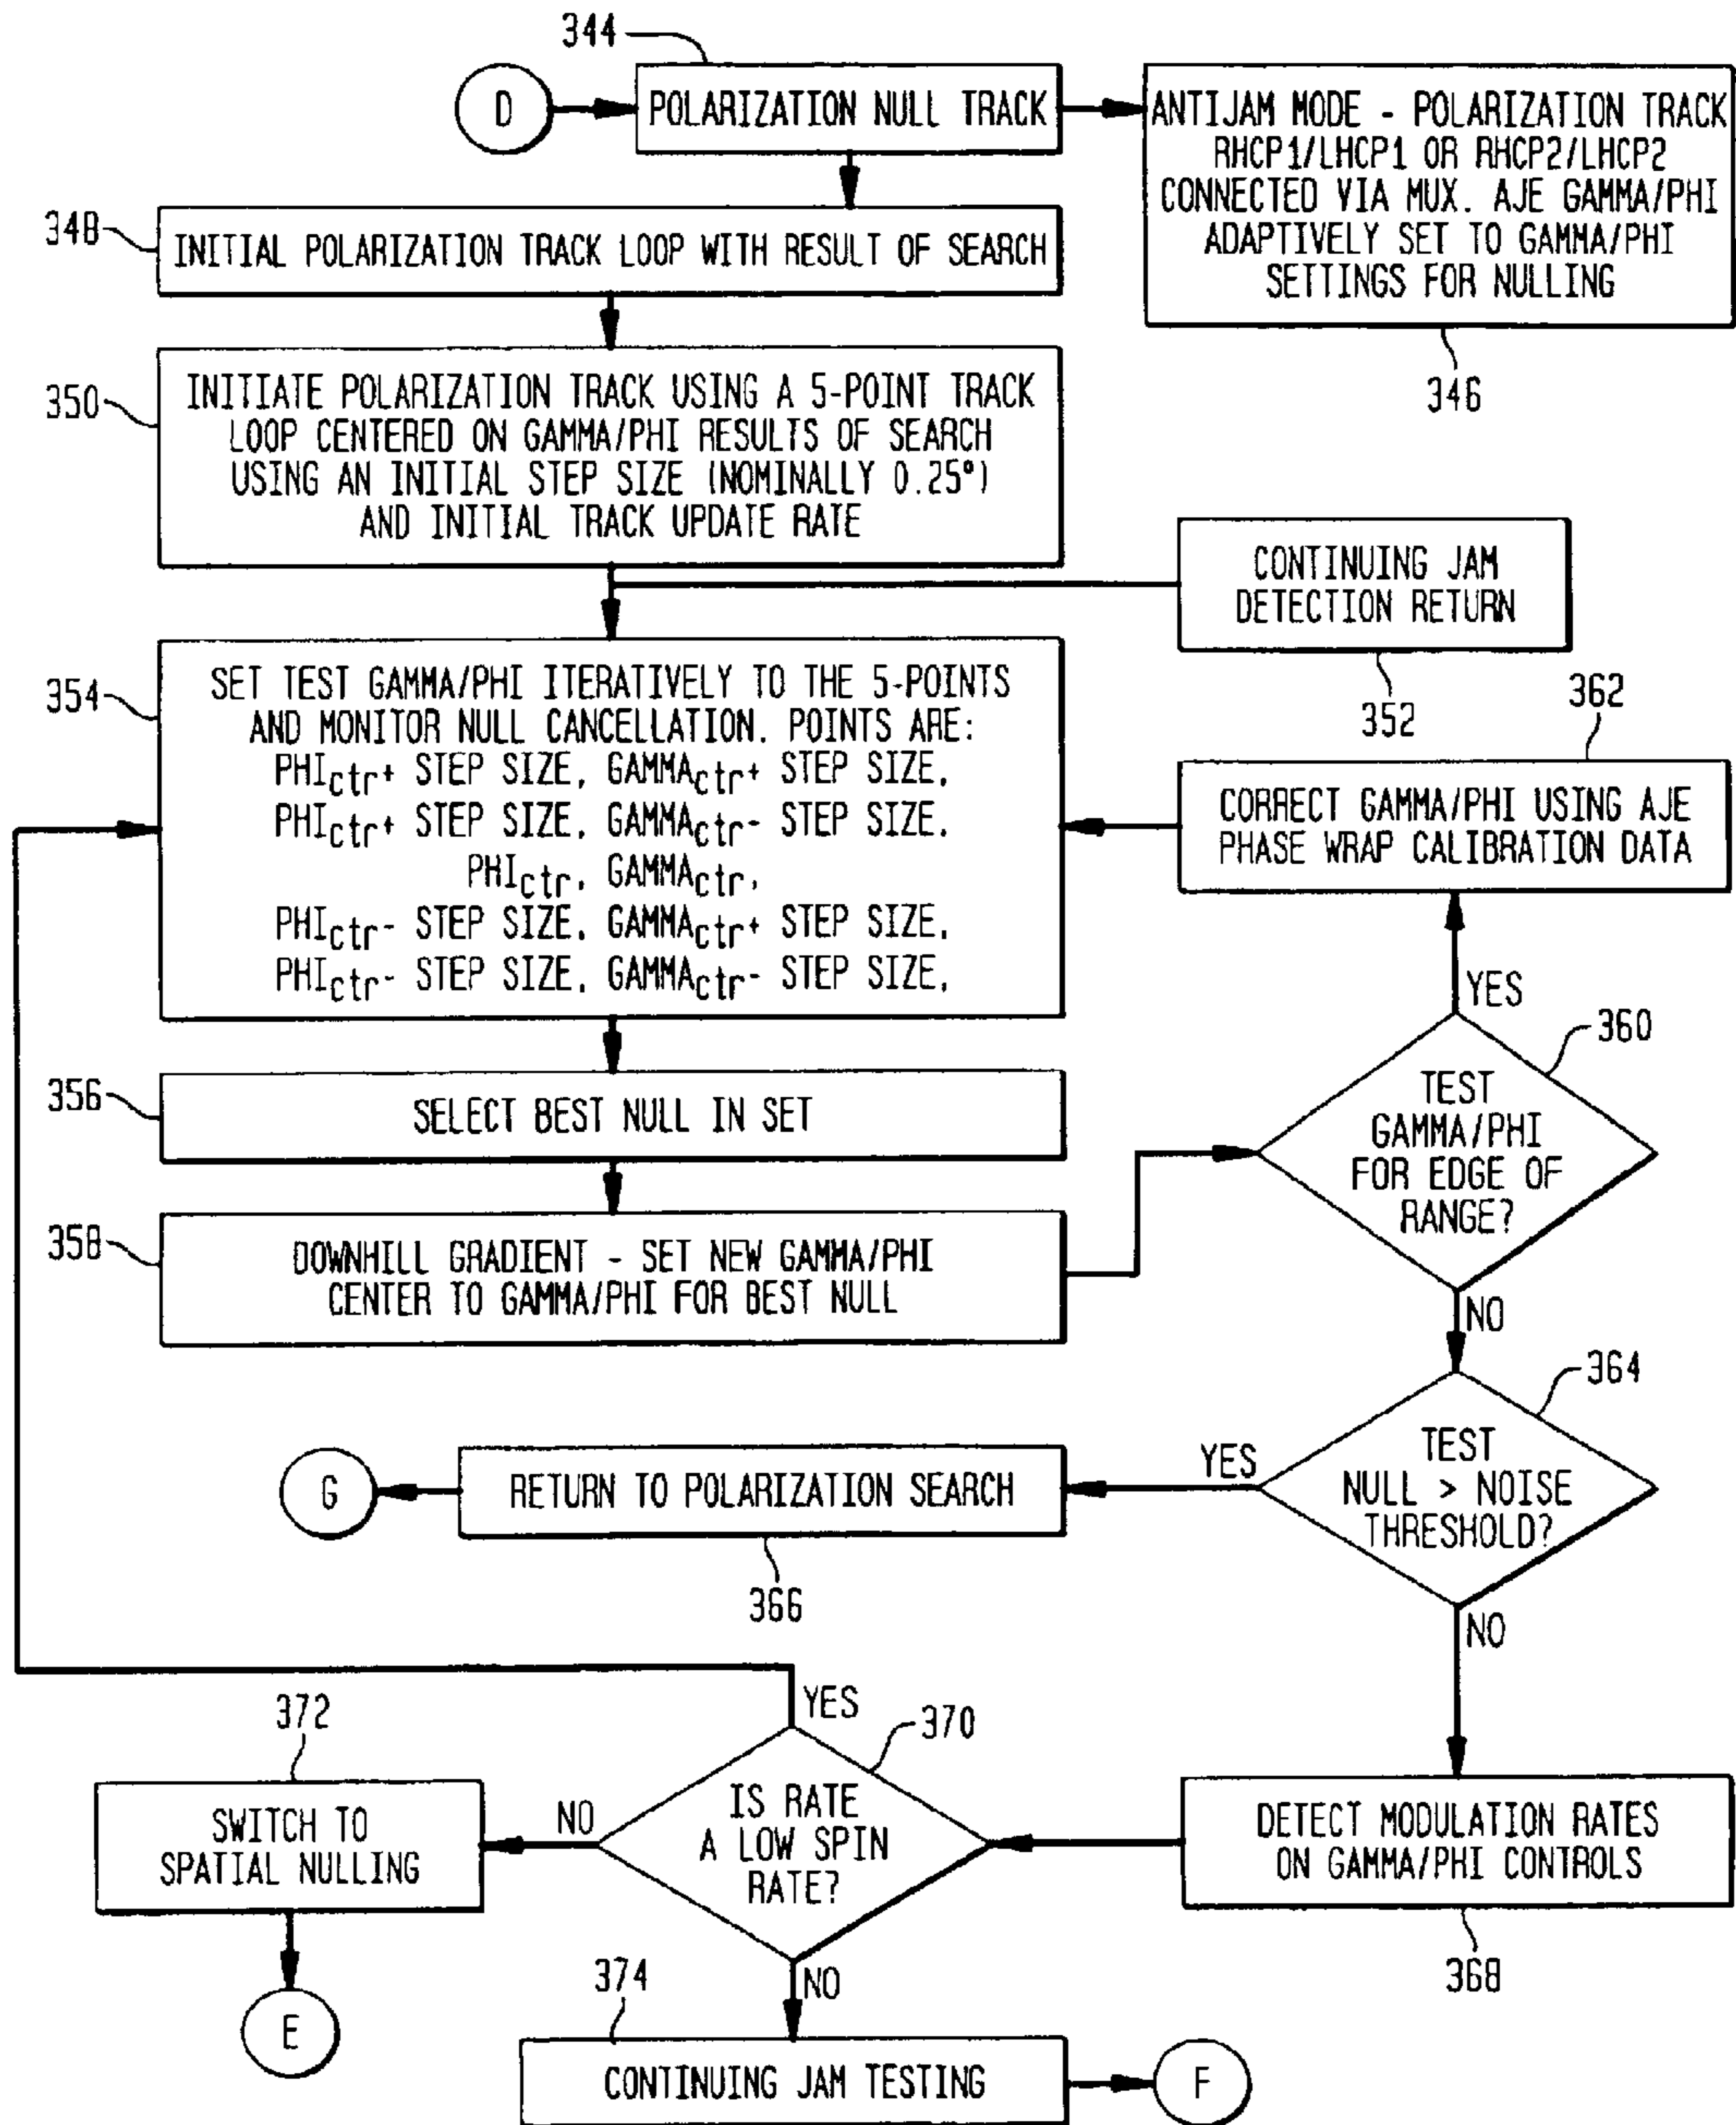 344
D
POLARIZATION NULL TRACK
ANTIJAM MODE - POLARIZATION TRACK
RHCP1/LHCP1 OR RHCP2/LHCP2
CONNECTED VIA MUX. AJE GAMMA/PHI
ADAPTIVELY SET TO GAMMA/PHI
SETTINGS FOR NULLING
346
348
INITIAL POLARIZATION TRACK LOOP WITH RESULT OF SEARCH
350
INITIATE POLARIZATION TRACK USING A 5-POINT TRACK
LOOP CENTERED ON GAMMA/PHI RESULTS OF SEARCH
USING AN INITIAL STEP SIZE (NOMINALLY 0.25°)
AND INITIAL TRACK UPDATE RATE
CONTINUING JAM
DETECTION RETURN
352
354
SET TEST GAMMA/PHI ITERATIVELY TO THE 5-POINTS
AND MONITOR NULL CANCELLATION. POINTS ARE:
PHIctr+ STEP SIZE, GAMMActr+ STEP SIZE,
PHIctr+ STEP SIZE, GAMMActr- STEP SIZE,
PHIctr, GAMMActr,
PHIctr- STEP SIZE, GAMMActr+ STEP SIZE,
PHIctr- STEP SIZE, GAMMActr- STEP SIZE,
362
CORRECT GAMMA/PHI USING AJE
PHASE WRAP CALIBRATION DATA
YES
360
TEST
GAMMA/PHI
FOR EDGE OF
RANGE?
NO
356
SELECT BEST NULL IN SET
358
DOWNHILL GRADIENT - SET NEW GAMMA/PHI
CENTER TO GAMMA/PHI FOR BEST NULL
364
TEST
NULL > NOISE
THRESHOLD?
YES
NO
RETURN TO POLARIZATION SEARCH
366
G
DETECT MODULATION RATES
ON GAMMA/PHI CONTROLS
368
370
IS RATE
A LOW SPIN
RATE?
YES
NO
NO
372
SWITCH TO
SPATIAL NULLING
E
374
CONTINUING JAM TESTING
F